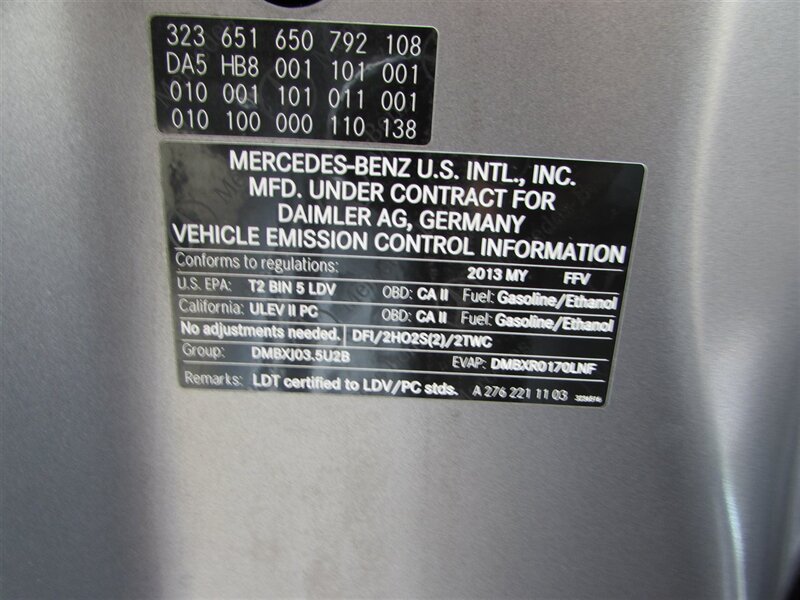 323 651 650 792 108
DA5 HB8 001 101 001
010 001 101 011 001
010 100 000 110 138
MERCEDES-BENZ U.S. INTL., INC.
MFD. UNDER CONTRACT FOR
DAIMLER AG, GERMANY
VEHICLE EMISSION CONTROL INFORMATION
Conforms to regulations: 2013 MY FFV
U.S. EPA: T2 BIN 5 LDV OBD: CA II Fuel: Gasoline/Ethanol
California: ULEV II PC OBD: CA II Fuel: Gasoline/Ethanol
No adjustments needed. DFI/2HO2S(2)/2TWC
Group: DMBXJ03.5U2B EVAP: DMBXR0170LNF
Remarks: LDT certified to LDV/PC stds. A 276 221 11 03